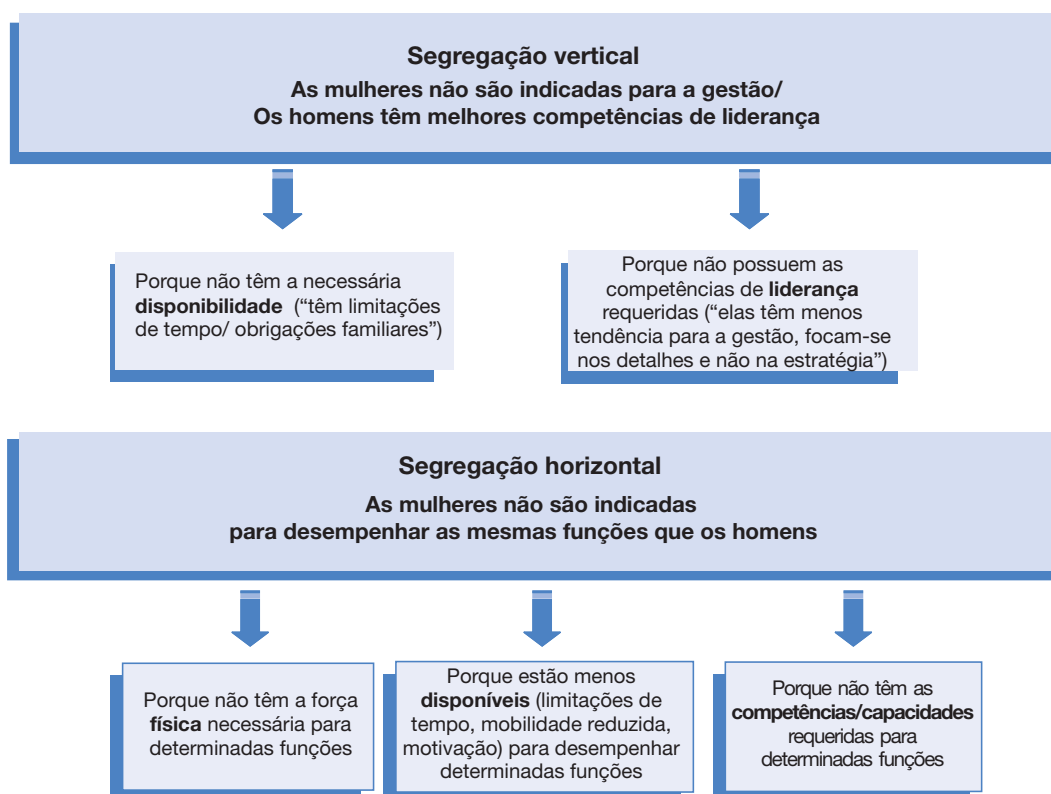 Segregação vertical
As mulheres não são indicadas para a gestão/
Os homens têm melhores competências de liderança
Porque não têm a necessária
disponibilidade (“têm limitações
de tempo/ obrigações familiares”)
Porque não possuem as
competências de liderança
requeridas (“elas têm menos
tendência para a gestão, focam-se
nos detalhes e não na estratégia”)
Segregação horizontal
As mulheres não são indicadas
para desempenhar as mesmas funções que os homens
Porque não têm a força
física necessária para
determinadas funções
Porque estão menos
disponíveis (limitações de
tempo, mobilidade reduzida,
motivação) para desempenhar
determinadas funções
Porque não têm as
competências/capacidades
requeridas para
determinadas funções